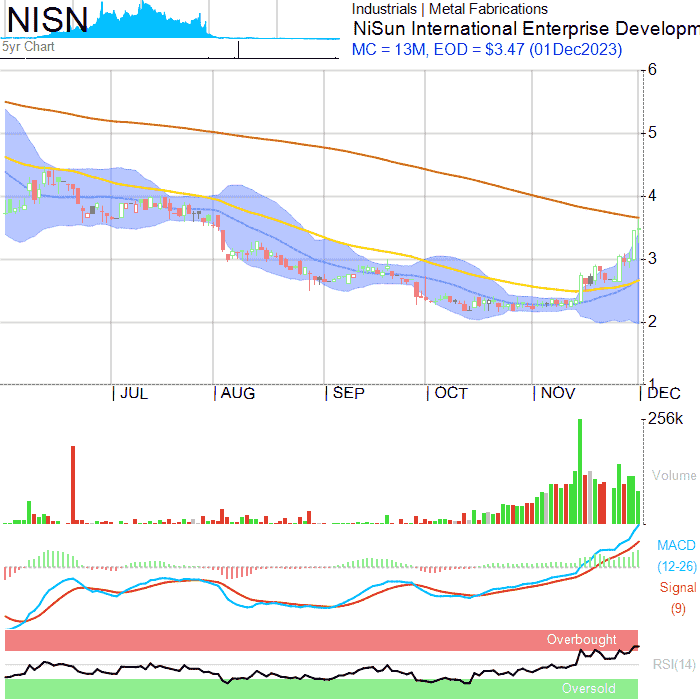 NISN
5yr Chart
Industrials | Metal Fabrications
NiSun International Enterprise Developm
MC = 13M, EOD = $3.47 (01Dec2023)
6
5
4
3
2
1
JUL
AUG
SEP
OCT
NOV
DEC
256k
Volume
MACD
(12-26)
Signal
(9)
Overbought
RSI(14)
Oversold